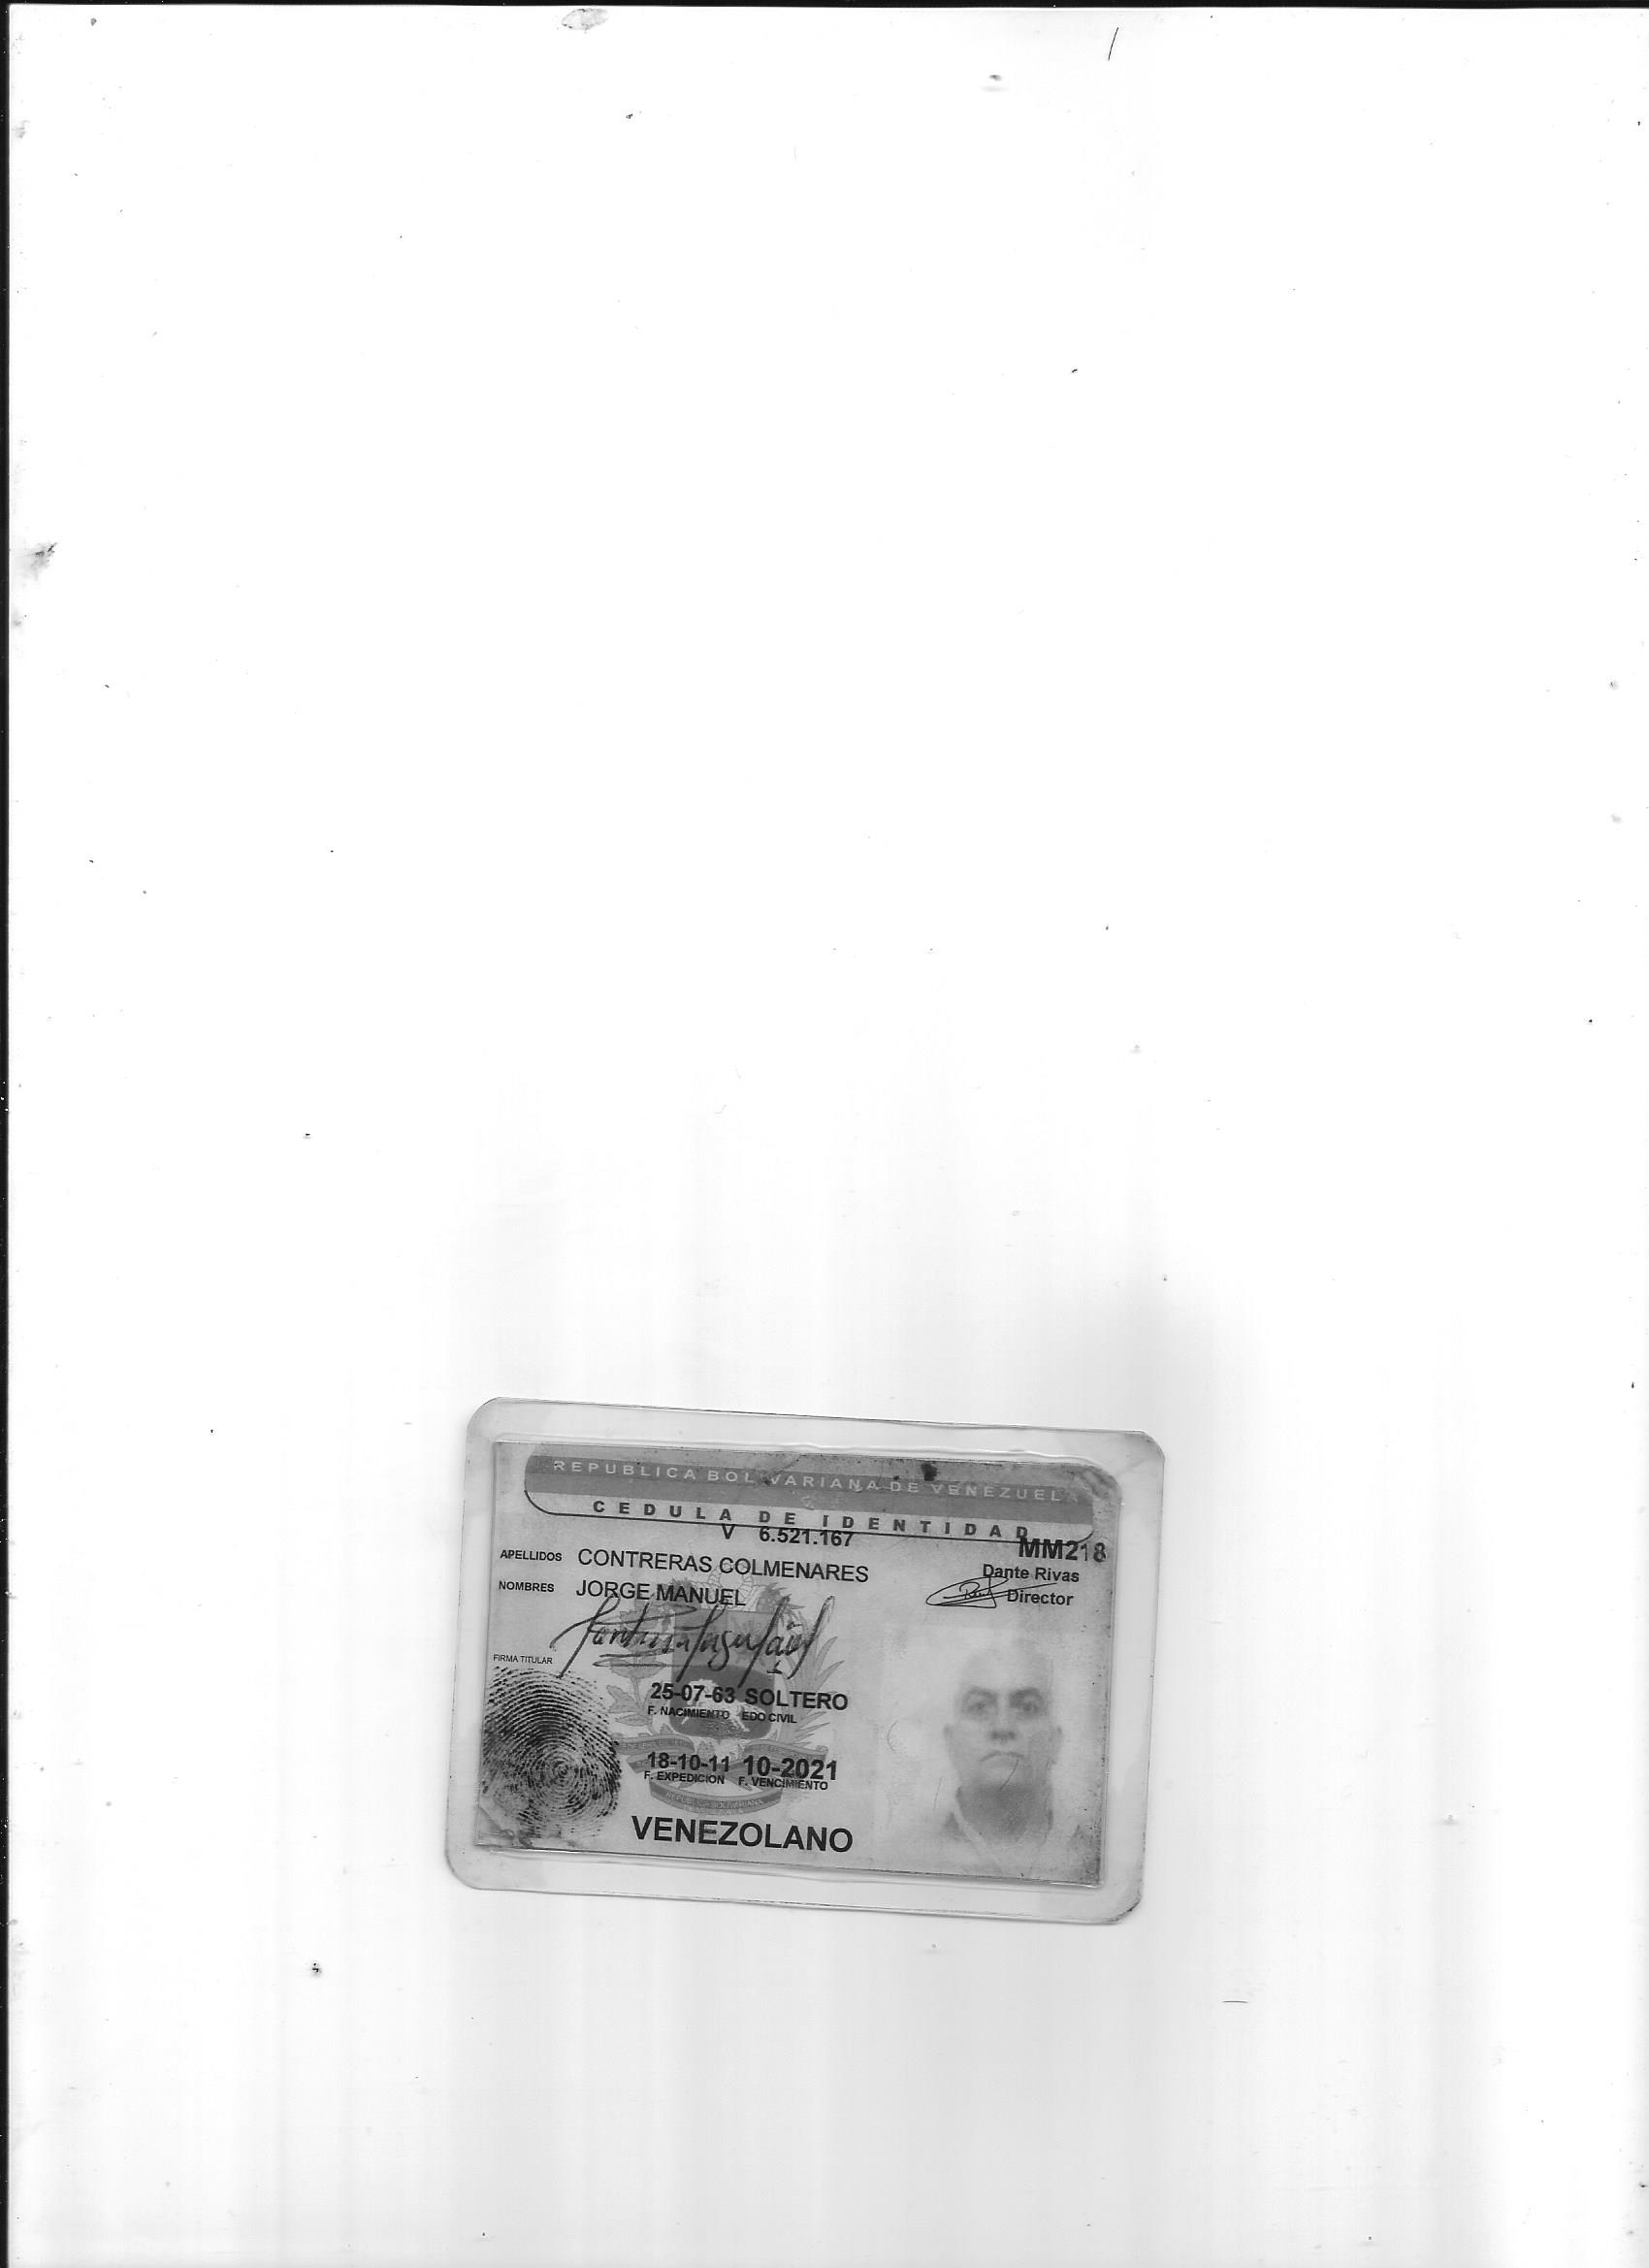 REPUBLICA BOLIVARIANA DE VENEZUELA
CEDULA DE IDENTIDAD
V 6.521.167
MM218
APELLIDOS CONTRERAS COLMENARES
Dante Rivas
NOMBRES JORGE MANUEL
Director
FIRMA TITULAR
25-07-63 SOLTERO
F. NACIMIENTO EDO CIVIL
18-10-11 10-2021
F. EXPEDICION F. VENCIMIENTO
VENEZOLANO